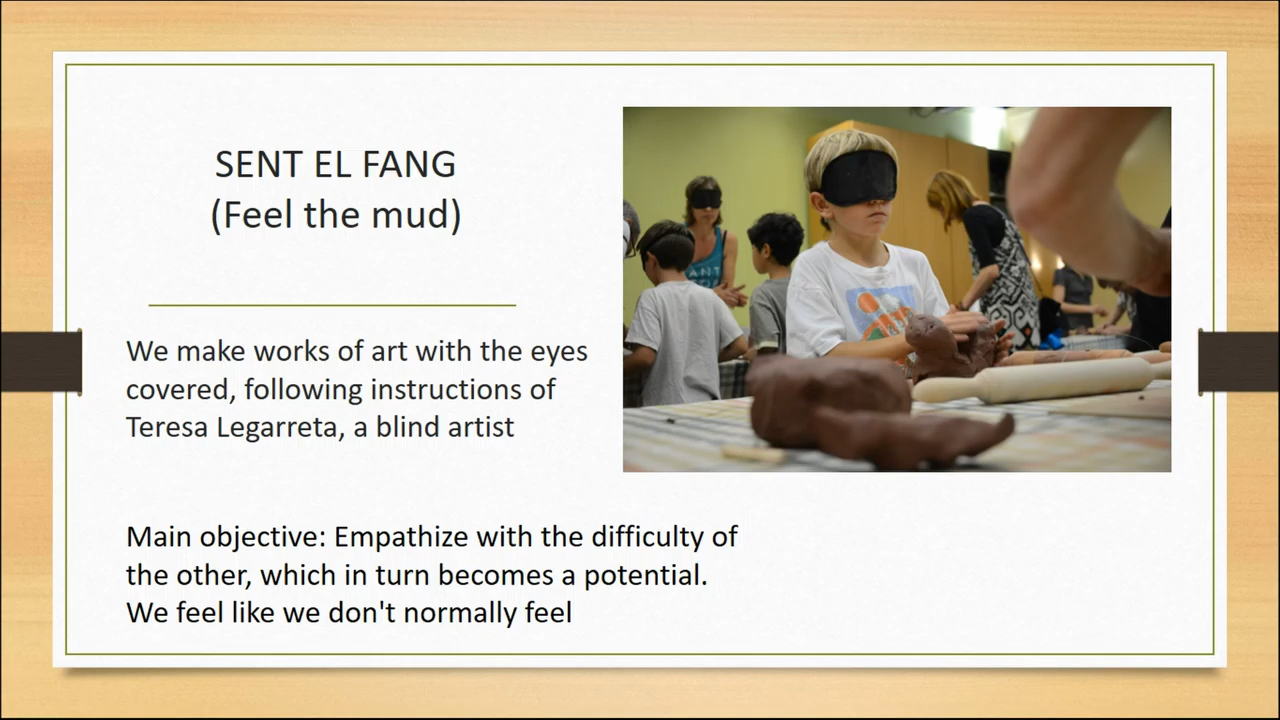 SENT EL FANG
(Feel the mud)
We make works of art with the eyes
covered, following instructions of
Teresa Legarreta, a blind artist
Main objective: Empathize with the difficulty of
the other, which in turn becomes a potential.
We feel like we don't normally feel